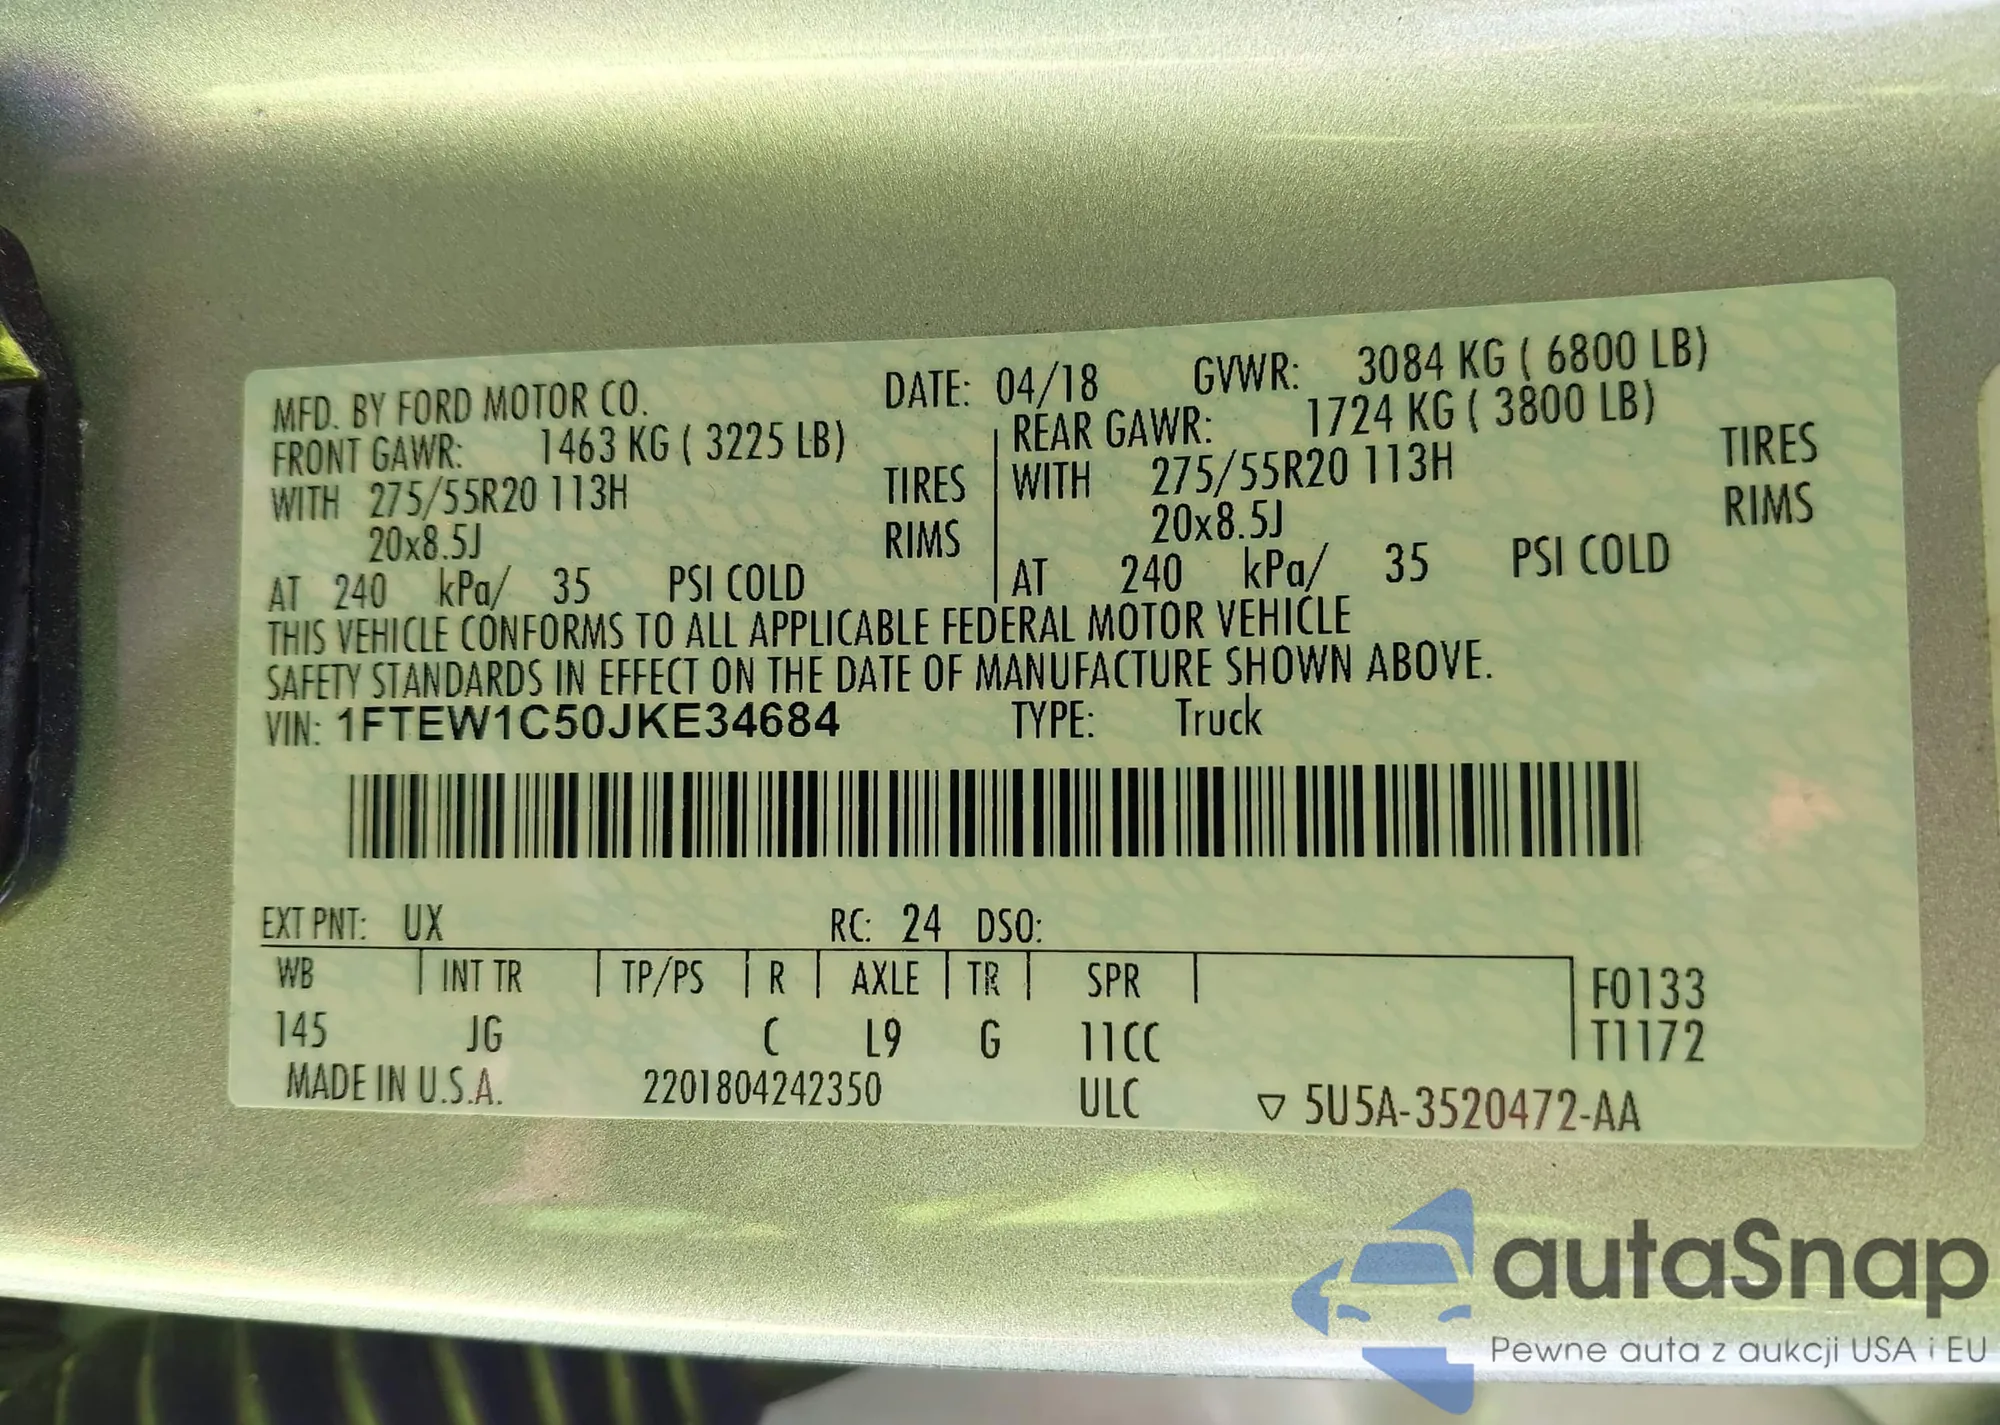 MFD. BY FORD MOTOR CO. DATE: 04/18 GVWR: 3084 KG ( 6800 LB)
FRONT GAWR: 1463 KG ( 3225 LB) REAR GAWR: 1724 KG ( 3800 LB)
WITH 275/55R20 113H TIRES WITH 275/55R20 113H TIRES
20x8.5J RIMS 20x8.5J RIMS
AT 240 kPa/ 35 PSI COLD AT 240 kPa/ 35 PSI COLD
THIS VEHICLE CONFORMS TO ALL APPLICABLE FEDERAL MOTOR VEHICLE
SAFETY STANDARDS IN EFFECT ON THE DATE OF MANUFACTURE SHOWN ABOVE.
VIN: 1FTEW1C50JKE34684 TYPE: Truck
EXT PNT: UX RC: 24 DSO:
WB INT TR TP/PS R AXLE TR SPR F0133
145 JG C L9 G 11CC T1172
MADE IN U.S.A. 2201804242350 ULC ▽ 5U5A-3520472-AA
autaSnap
Pewne auta z aukcji USA i EU